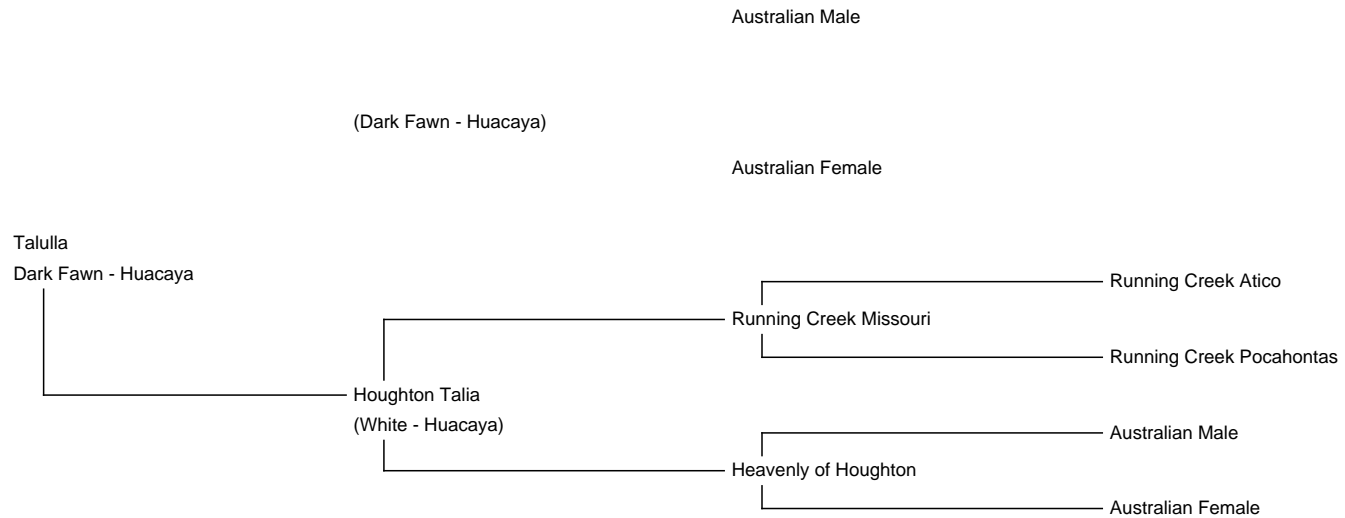 Australian Male
(Dark Fawn - Huacaya)
Australian Female
Talulla
Dark Fawn - Huacaya
Running Creek Atico
Running Creek Missouri
Running Creek Pocahontas
Houghton Talia
(White - Huacaya)
Australian Male
Heavenly of Houghton
Australian Female